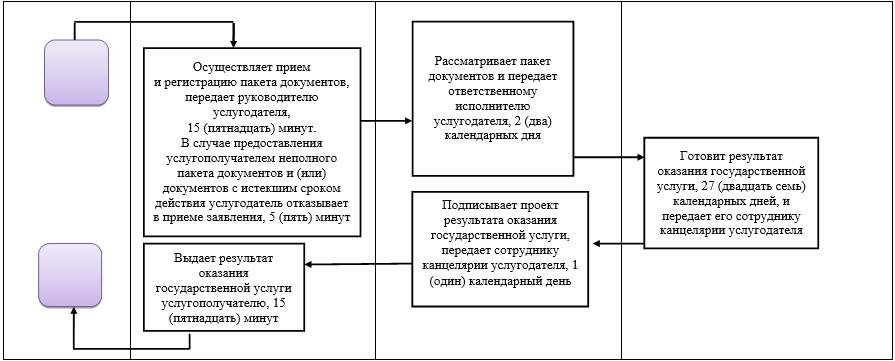 Осуществляет прием
и регистрацию пакета документов,
передает руководителю
услугодателя,
15 (пятнадцать) минут.
В случае предоставления
услугополучателем неполного
пакета документов и (или)
документов с истекшим сроком
действия услугодатель отказывает
в приеме заявления, 5 (пять) минут
Рассматривает пакет
документов и передает
ответственному
исполнителю
услугодателя, 2 (два)
календарных дня
Готовит результат
оказания государственной
услуги, 27 (двадцать семь)
календарных дней, и
передает его сотруднику
канцелярии услугодателя
Подписывает проект
результата оказания
государственной услуги,
передает сотруднику
канцелярии услугодателя, 1
(один) календарный день
Выдает результат
оказания
государственной услуги
услугополучателю, 15
(пятнадцать) минут